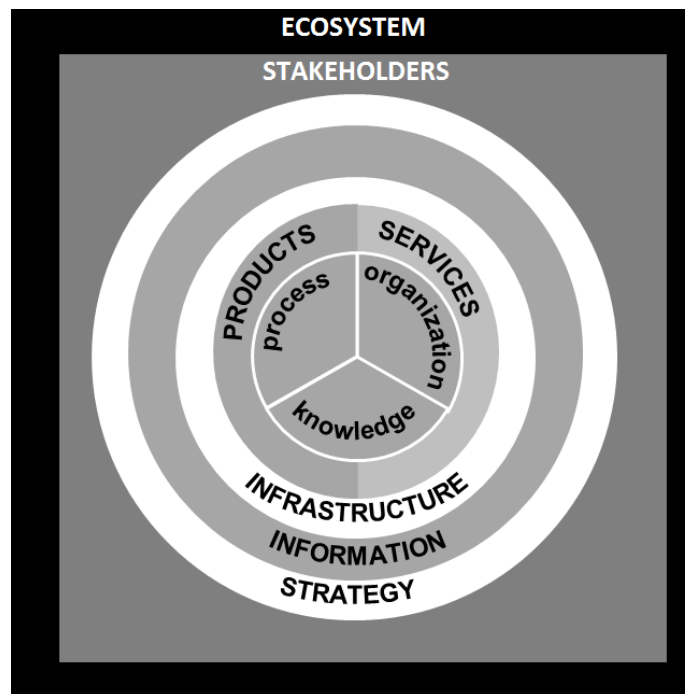 ECOSYSTEM
STAKEHOLDERS
PRODUCTS
SERVICES
process
organization
knowledge
INFRASTRUCTURE
INFORMATION
STRATEGY